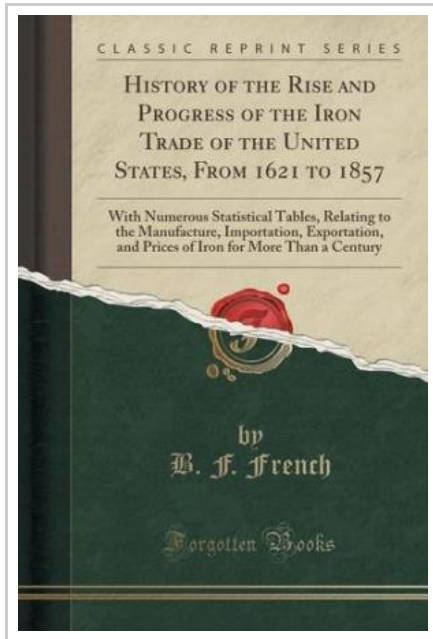 CLASSIC REPRINT SERIES
HISTORY OF THE RISE AND
PROGRESS OF THE IRON
TRADE OF THE UNITED
STATES, FROM 1621 TO 1857
With Numerous Statistical Tables, Relating to
the Manufacture, Importation, Exportation,
and Prices of Iron for More Than a Century
by
B. F. French
Forgotten Books